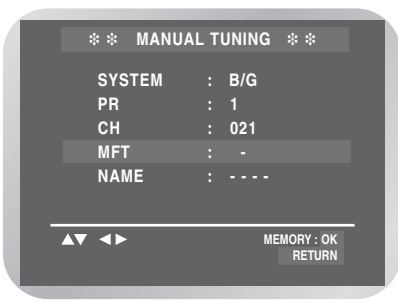 ❄ ❄ MANUAL TUNING ❄ ❄
SYSTEM : B/G
PR : 1
CH : 021
MFT : -
NAME : - - - -
▲▼ ◀▶ MEMORY : OK
RETURN